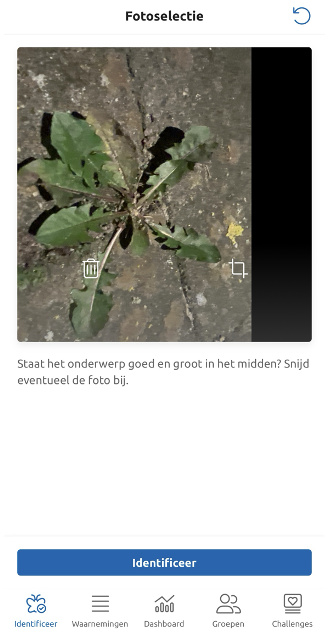 Fotoselectie
Staat het onderwerp goed en groot in het midden? Snijd
eventueel de foto bij.
Identificeer
Identificeer
Waarnemingen
Dashboard
Groepen
Challenges